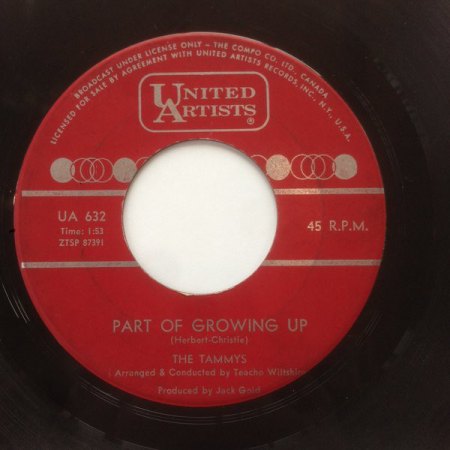 BROADCAST UNDER LICENSE ONLY - THE COMPO CO. LTD., CANADA
LICENSED FOR SALE BY AGREEMENT WITH UNITED ARTISTS RECORDS, INC., N.Y., U.S.A.
UNITED
ARTISTS®
UA 632
Time: 1:53
ZTSP 87391
45 R.P.M.
PART OF GROWING UP
(Herbert-Christie)
THE TAMMYS
Arranged & Conducted by Teacho Wiltshire
Produced by Jack Gold